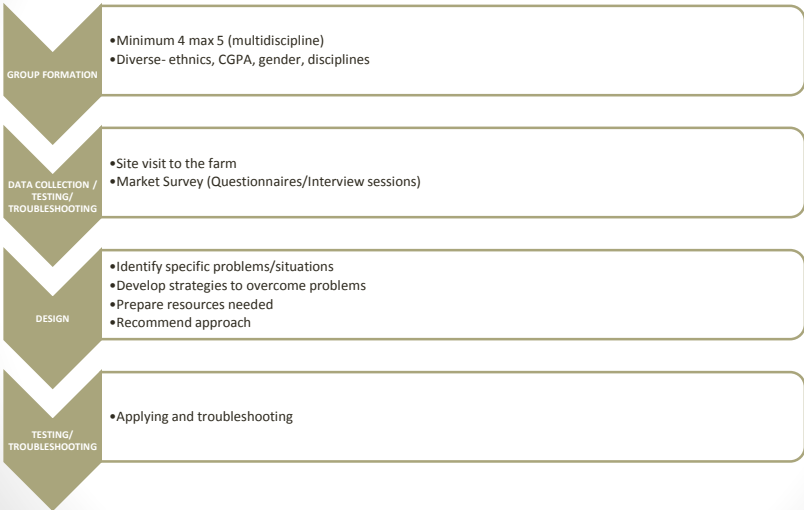 GROUP FORMATION
•Minimum 4 max 5 (multidiscipline)
•Diverse- ethnics, CGPA, gender, disciplines
DATA COLLECTION /
TESTING/
TROUBLESHOOTING
•Site visit to the farm
•Market Survey (Questionnaires/Interview sessions)
DESIGN
•Identify specific problems/situations
•Develop strategies to overcome problems
•Prepare resources needed
•Recommend approach
TESTING/
TROUBLESHOOTING
•Applying and troubleshooting